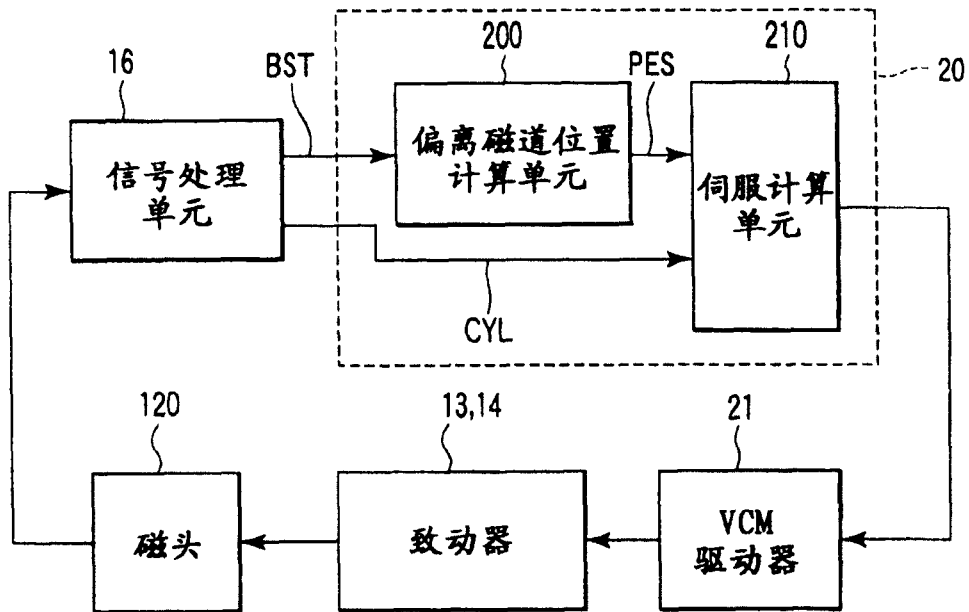 200
210
16
BST
PES
20
信号处理
单元
偏离磁道位置
计算单元
伺服计算
单元
CYL
120
13,14
21
磁头
致动器
VCM
驱动器